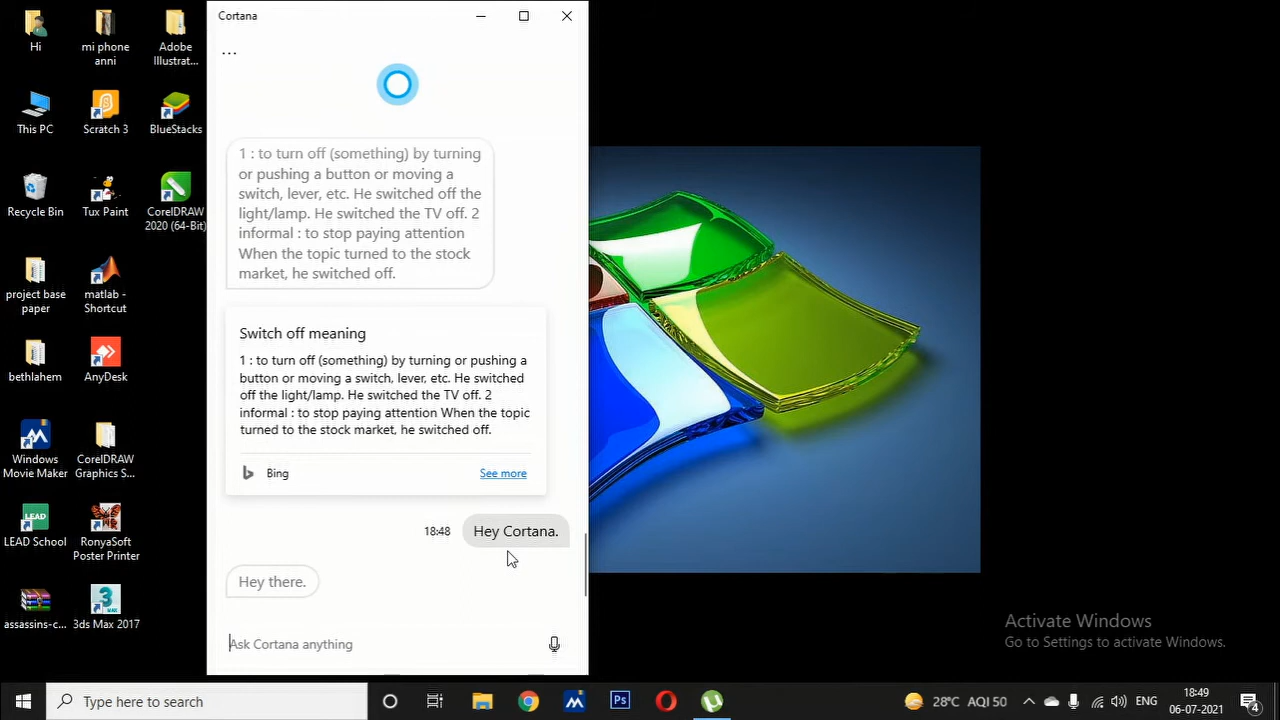 Hi
mi phone
anni
Adobe
Illustrat...
This PC
Scratch 3
BlueStacks
Recycle Bin
Tux Paint
CorelDRAW
2020 (64-Bit)
project base
paper
matlab -
Shortcut
bethlahem
AnyDesk
Windows
Movie Maker
CorelDRAW
Graphics S...
LEAD
LEAD School
RonyaSoft
Poster Printer
assassins-c...
3
MAX
3ds Max 2017
Cortana
...
1 : to turn off (something) by turning
or pushing a button or moving a
switch, lever, etc. He switched off the
light/lamp. He switched the TV off. 2
informal : to stop paying attention
When the topic turned to the stock
market, he switched off.
Switch off meaning
1 : to turn off (something) by turning or pushing a
button or moving a switch, lever, etc. He switched
off the light/lamp. He switched the TV off. 2
informal : to stop paying attention When the topic
turned to the stock market, he switched off.
Bing
See more
18:48
Hey Cortana.
Hey there.
Ask Cortana anything
Activate Windows
Go to Settings to activate Windows.
Type here to search
Ps
28°C AQI 50
ENG
18:49
06-07-2021
4